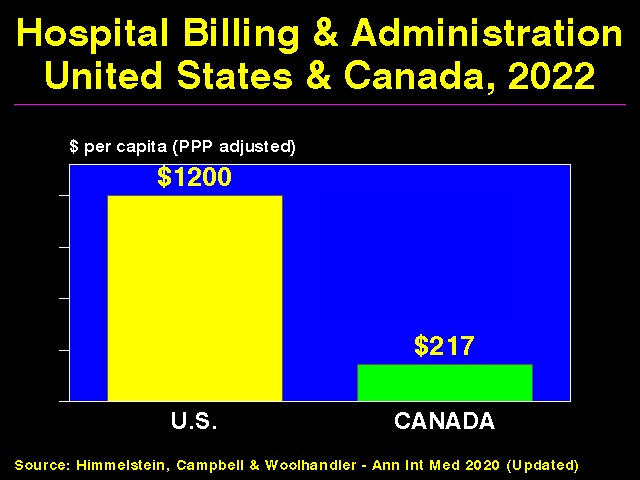 Hospital Billing & Administration
United States & Canada, 2022
$ per capita (PPP adjusted)
$1200
$217
U.S.
CANADA
Source: Himmelstein, Campbell & Woolhandler - Ann Int Med 2020 (Updated)